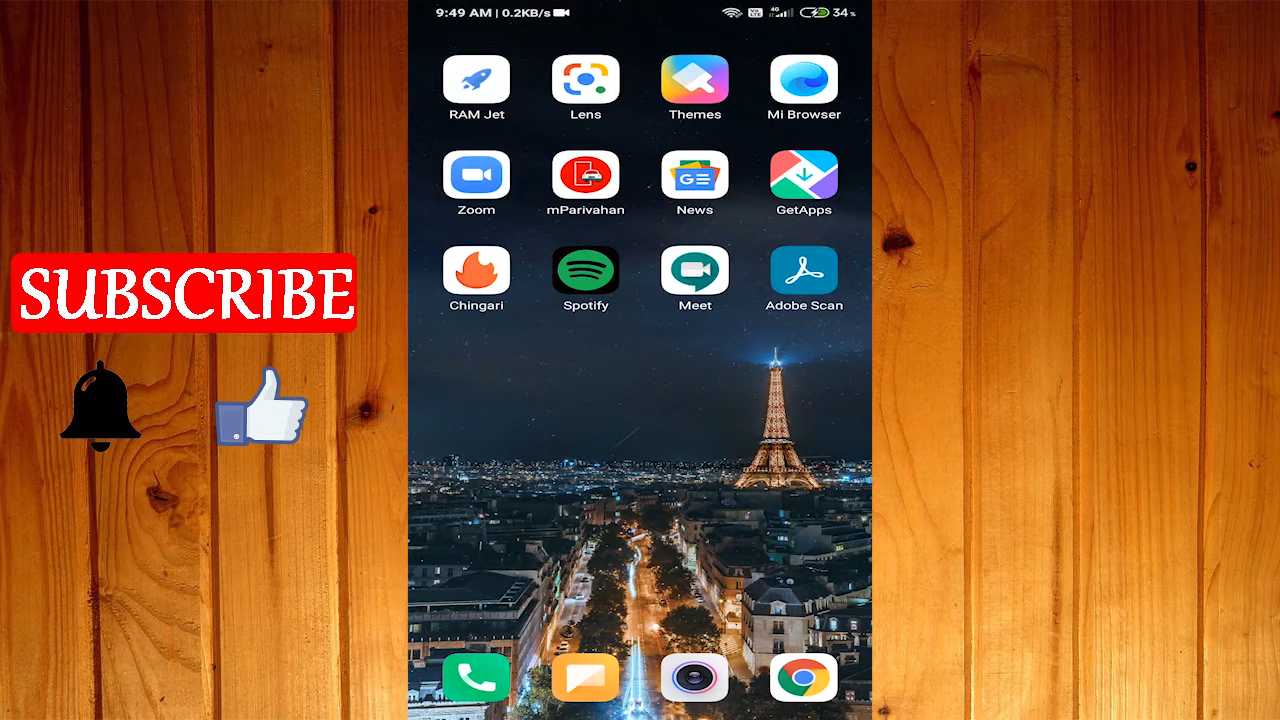 9:49 AM | 0.2KB/s 4G 34%
RAM Jet Lens Themes Mi Browser
Zoom mParivahan News GetApps
Chingari Spotify Meet Adobe Scan
SUBSCRIBE